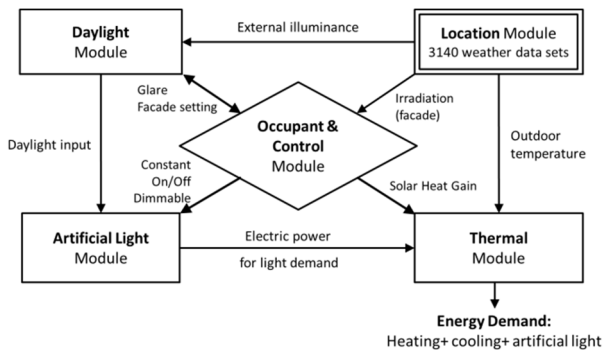 Daylight
Module
External illuminance
Location Module
3140 weather data sets
Glare
Facade setting
Irradiation
(facade)
Daylight input
Occupant &
Control
Module
Outdoor
temperature
Constant
On/Off
Dimmable
Solar Heat Gain
Artificial Light
Module
Electric power
for light demand
Thermal
Module
Energy Demand:
Heating+ cooling+ artificial light